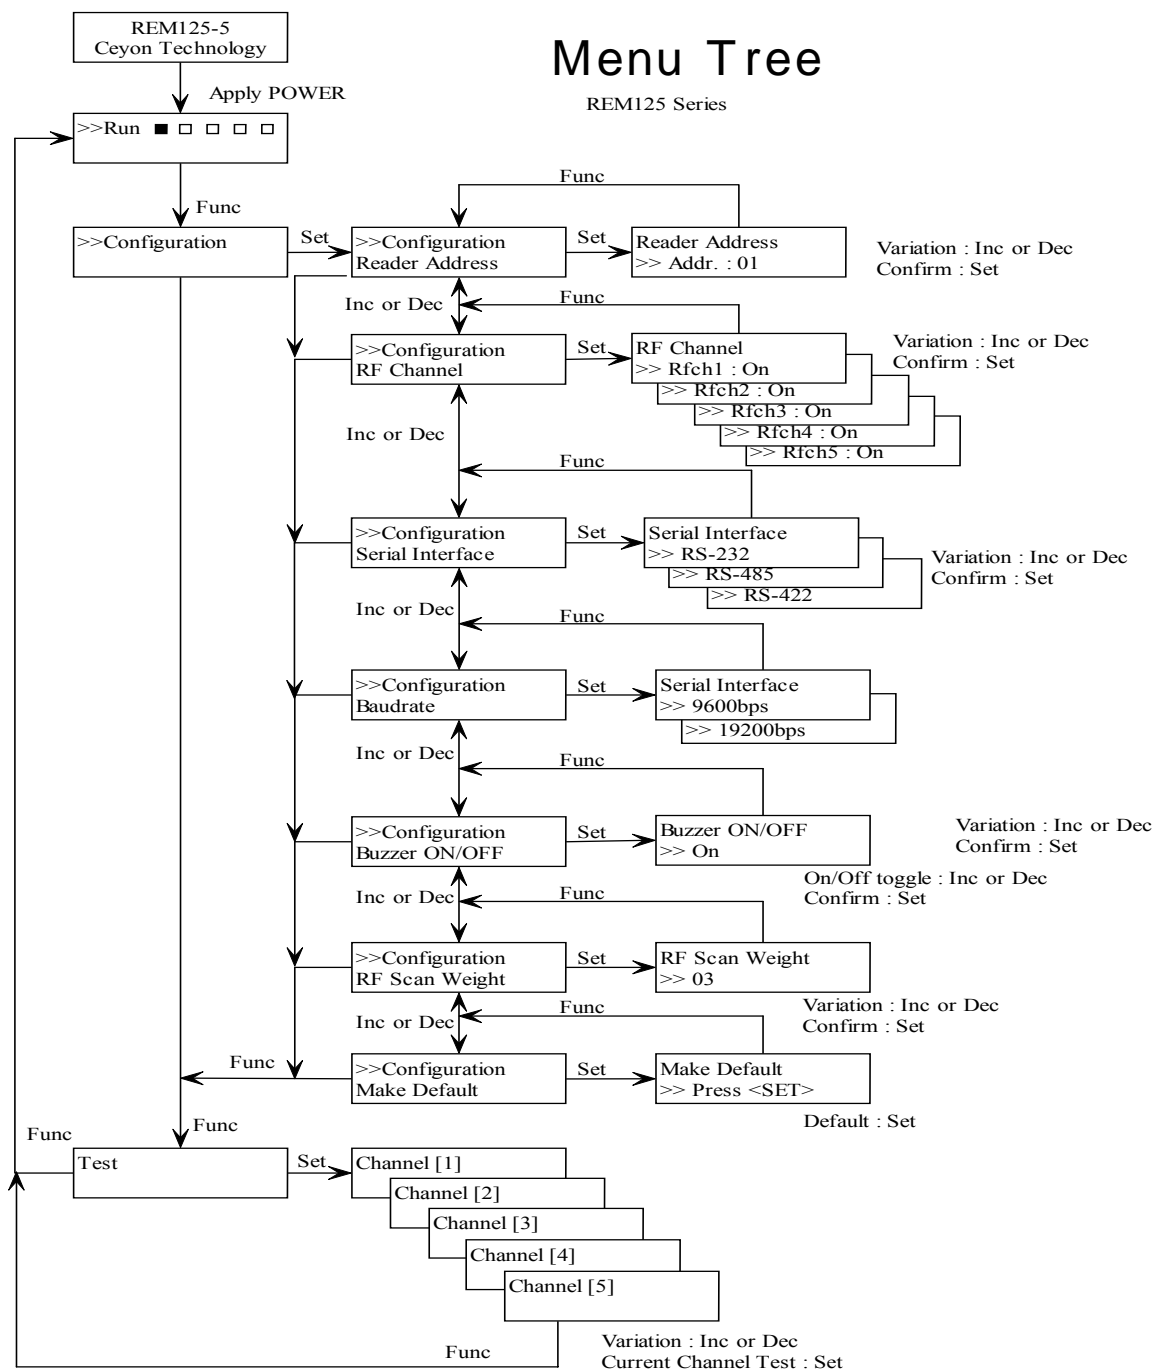 REM125-5
Ceyon Technology
Menu Tree
REM125 Series
Apply POWER
>>Run
Func
Func
>>Configuration
Set
>>Configuration
Reader Address
Set
Reader Address
>> Addr. : 01
Variation : Inc or Dec
Confirm : Set
Inc or Dec
Func
>>Configuration
RF Channel
Set
RF Channel
>> Rfch1 : On
>> Rfch2 : On
>> Rfch3 : On
>> Rfch4 : On
>> Rfch5 : On
Variation : Inc or Dec
Confirm : Set
Inc or Dec
Func
>>Configuration
Serial Interface
Set
Serial Interface
>> RS-232
>> RS-485
>> RS-422
Variation : Inc or Dec
Confirm : Set
Inc or Dec
Func
>>Configuration
Baudrate
Set
Serial Interface
>> 9600bps
>> 19200bps
Inc or Dec
Func
>>Configuration
Buzzer ON/OFF
Set
Buzzer ON/OFF
>> On
Variation : Inc or Dec
Confirm : Set
On/Off toggle : Inc or Dec
Confirm : Set
Inc or Dec
Func
>>Configuration
RF Scan Weight
Set
RF Scan Weight
>> 03
Variation : Inc or Dec
Confirm : Set
Inc or Dec
Func
Func
>>Configuration
Make Default
Set
Make Default
>> Press <SET>
Default : Set
Func
Func
Test
Set
Channel [1]
Channel [2]
Channel [3]
Channel [4]
Channel [5]
Func
Variation : Inc or Dec
Current Channel Test : Set